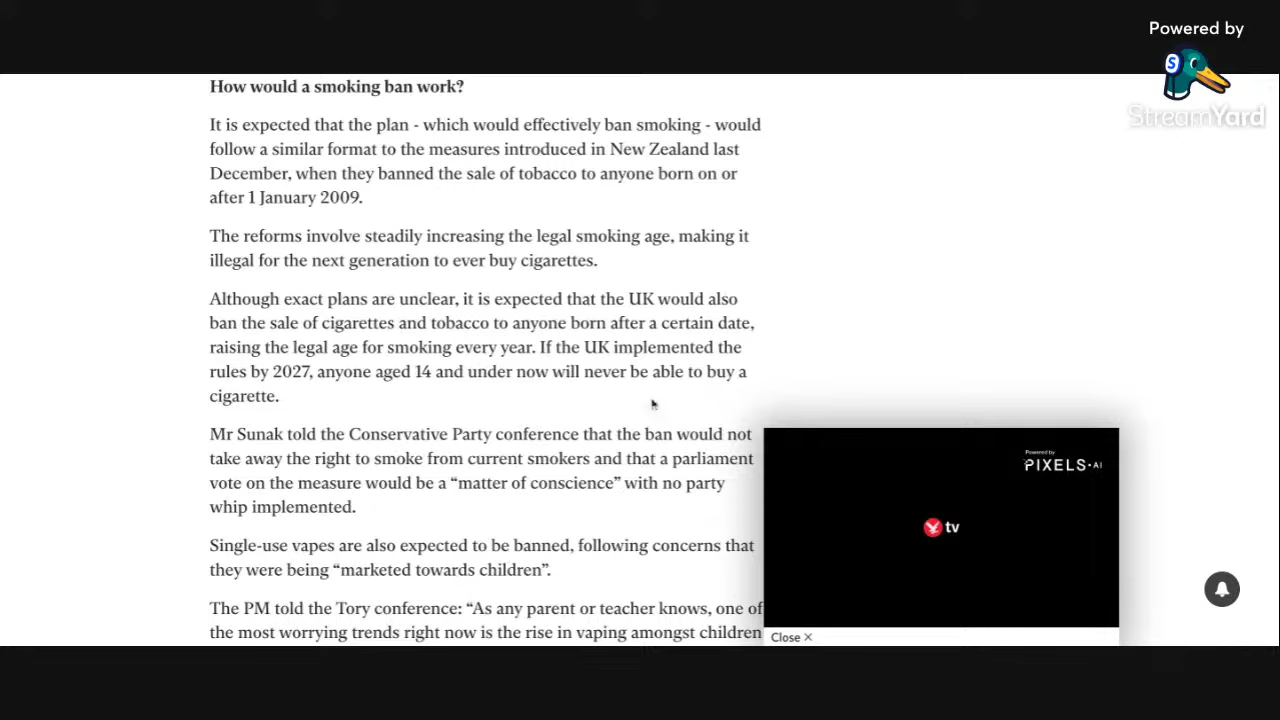 Powered by
StreamYard
How would a smoking ban work?
It is expected that the plan - which would effectively ban smoking - would
follow a similar format to the measures introduced in New Zealand last
December, when they banned the sale of tobacco to anyone born on or
after 1 January 2009.
The reforms involve steadily increasing the legal smoking age, making it
illegal for the next generation to ever buy cigarettes.
Although exact plans are unclear, it is expected that the UK would also
ban the sale of cigarettes and tobacco to anyone born after a certain date,
raising the legal age for smoking every year. If the UK implemented the
rules by 2027, anyone aged 14 and under now will never be able to buy a
cigarette.
Mr Sunak told the Conservative Party conference that the ban would not
take away the right to smoke from current smokers and that a parliament
vote on the measure would be a “matter of conscience” with no party
whip implemented.
Single-use vapes are also expected to be banned, following concerns that
they were being “marketed towards children”.
The PM told the Tory conference: “As any parent or teacher knows, one of
the most worrying trends right now is the rise in vaping amongst children
Powered by
PIXELS.AI
tv
Close ×